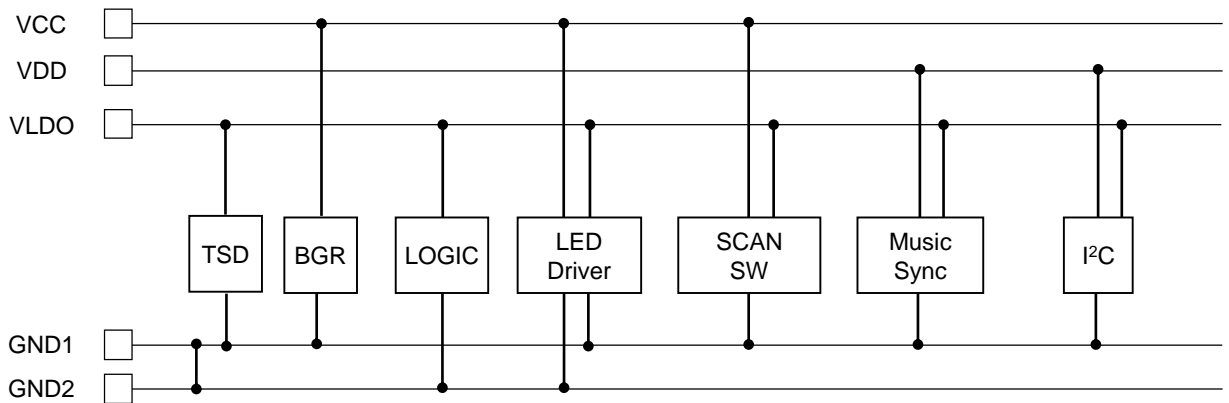 VCC
VDD
VLDO
TSD
BGR
LOGIC
LED
Driver
SCAN
SW
Music
Sync
I²C
GND1
GND2